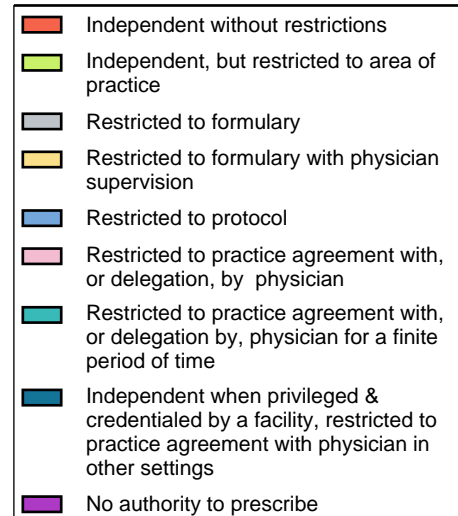 Independent without restrictions
Independent, but restricted to area of
practice
Restricted to formulary
Restricted to formulary with physician
supervision
Restricted to protocol
Restricted to practice agreement with,
or delegation, by physician
Restricted to practice agreement with,
or delegation by, physician for a finite
period of time
Independent when privileged &
credentialed by a facility, restricted to
practice agreement with physician in
other settings
No authority to prescribe